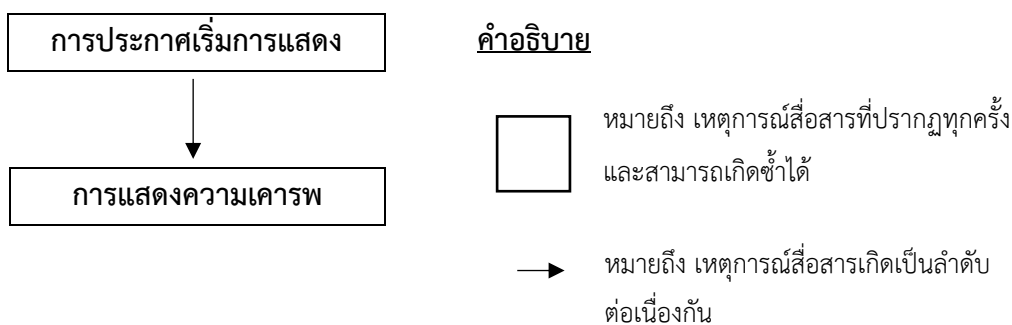 การประกาศเริ่มการแสดง
การแสดงความเคารพ
คำอธิบาย
หมายถึง เหตุการณ์สื่อสารที่ปรากฏทุกครั้ง
และสามารถเกิดซ้ำได้
หมายถึง เหตุการณ์สื่อสารเกิดเป็นลำดับ
ต่อเนื่องกัน